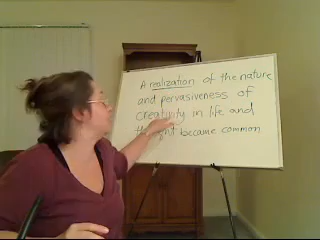 A realization of the nature
and pervasiveness of
creativity in life and
became common